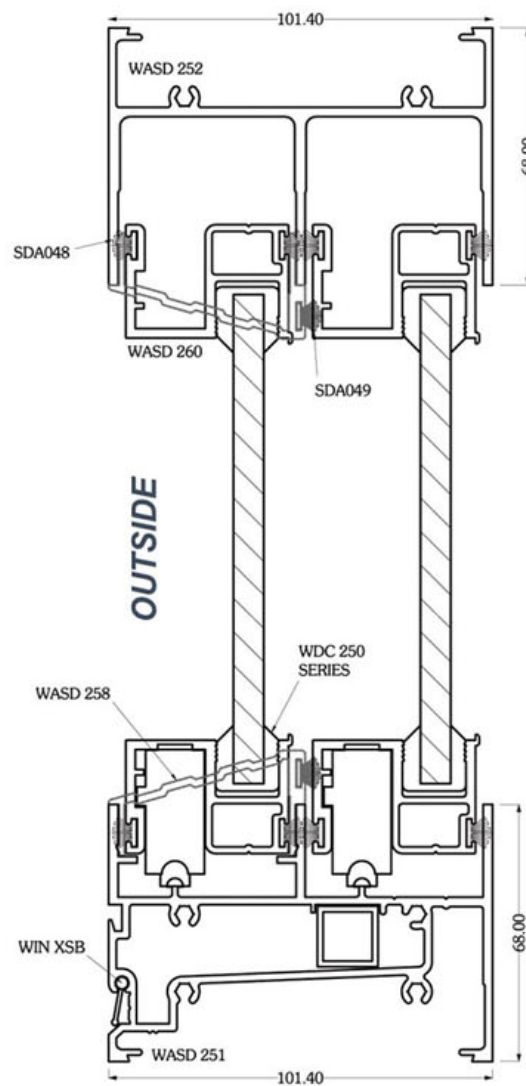 101.40
WASD 252
68.00
SDA048
WASD 260
SDA049
OUTSIDE
WDC 250
SERIES
WASD 258
68.00
WIN XSB
WASD 251
101.40